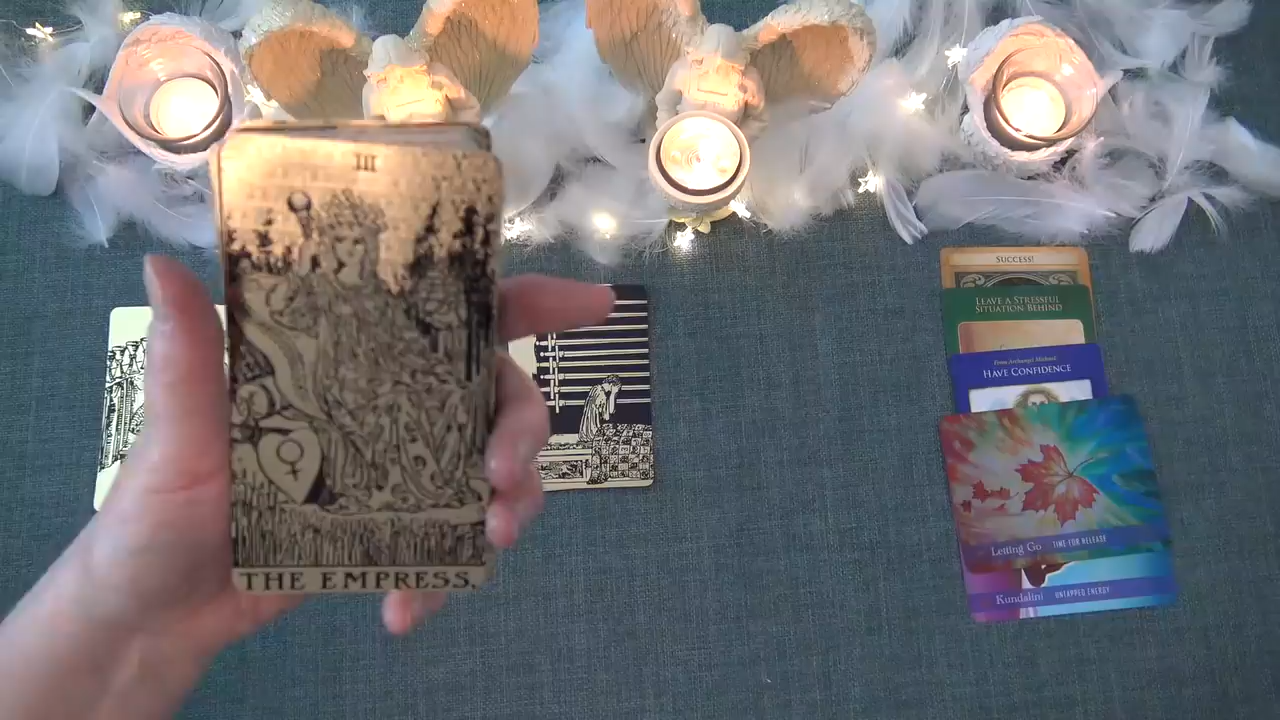 III
THE EMPRESS.
SUCCESS!
LEAVE A STRESSFUL
SITUATION BEHIND
From Archangel Michael:
HAVE CONFIDENCE
Letting Go TIME FOR RELEASE
Kundalini UNTAPPED ENERGY